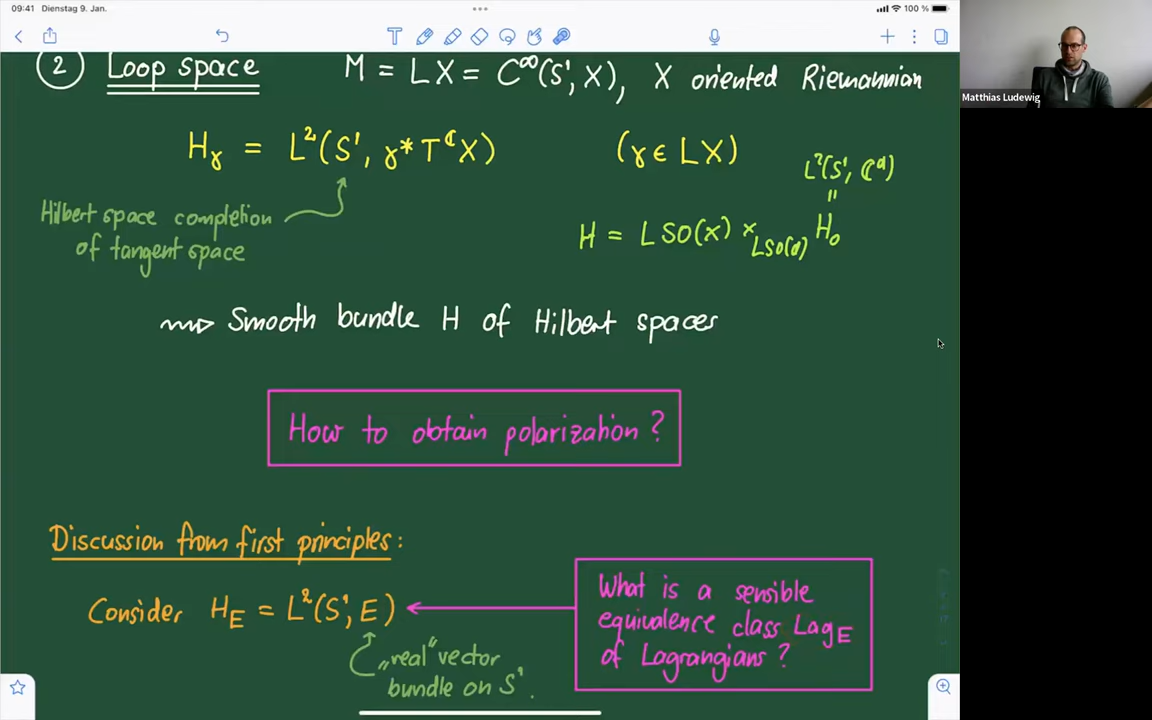 09:41 Dienstag 9. Jan.
100 %
Matthias Ludewig
② Loop space M = LX = C^∞(S¹, X), X oriented Riemannian
H_γ = L²(S¹, γ*T^ℂX) (γ ∈ LX)
L²(S¹, ℂ^d)
=
Hilbert space completion
of tangent space
H = LSO(X) ×_LSO(d) H_0
⇝ Smooth bundle H of Hilbert spaces
How to obtain polarization?
Discussion from first principles:
Consider H_E = L²(S¹, E)
„real“ vector
bundle on S¹.
What is a sensible
equivalence class Lag_E
of Lagrangians?